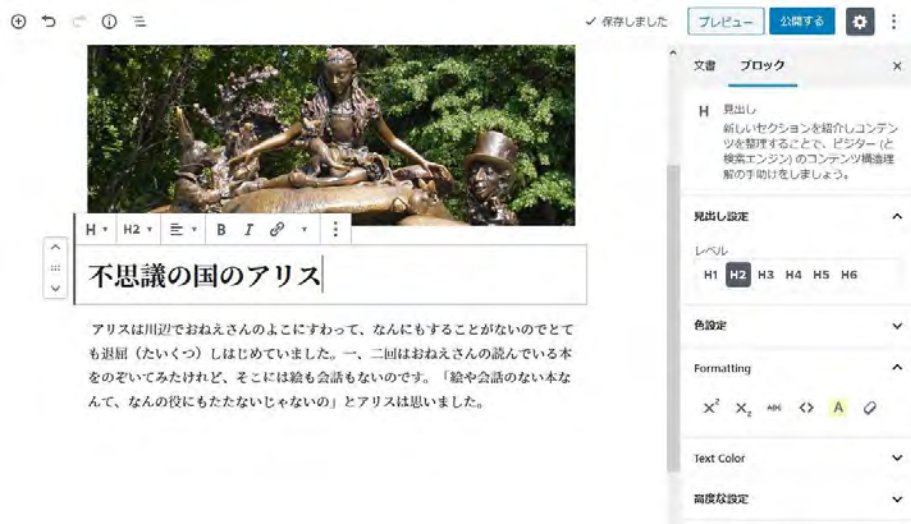 ✓ 保存しました プレビュー 公開する
文書 ブロック ×
H 見出し
新しいセクションを紹介しコンテン
ツを整理することで、ビジター (と
検索エンジン) のコンテンツ構造理
解の手助けをしましょう。
H H2 B I
見出し設定
レベル
H1 H2 H3 H4 H5 H6
不思議の国のアリス
アリスは川辺でおねえさんのよこにすわって、なんにもすることがないのでとて
も退屈（たいくつ）しはじめていました。一、二回はおねえさんの読んでいる本
をのぞいてみたけれど、そこには絵も会話もないのです。「絵や会話のない本な
んて、なんの役にもたたないじゃないの」とアリスは思いました。
色設定
Formatting
X² X₂ ABC <> A
Text Color
高度な設定